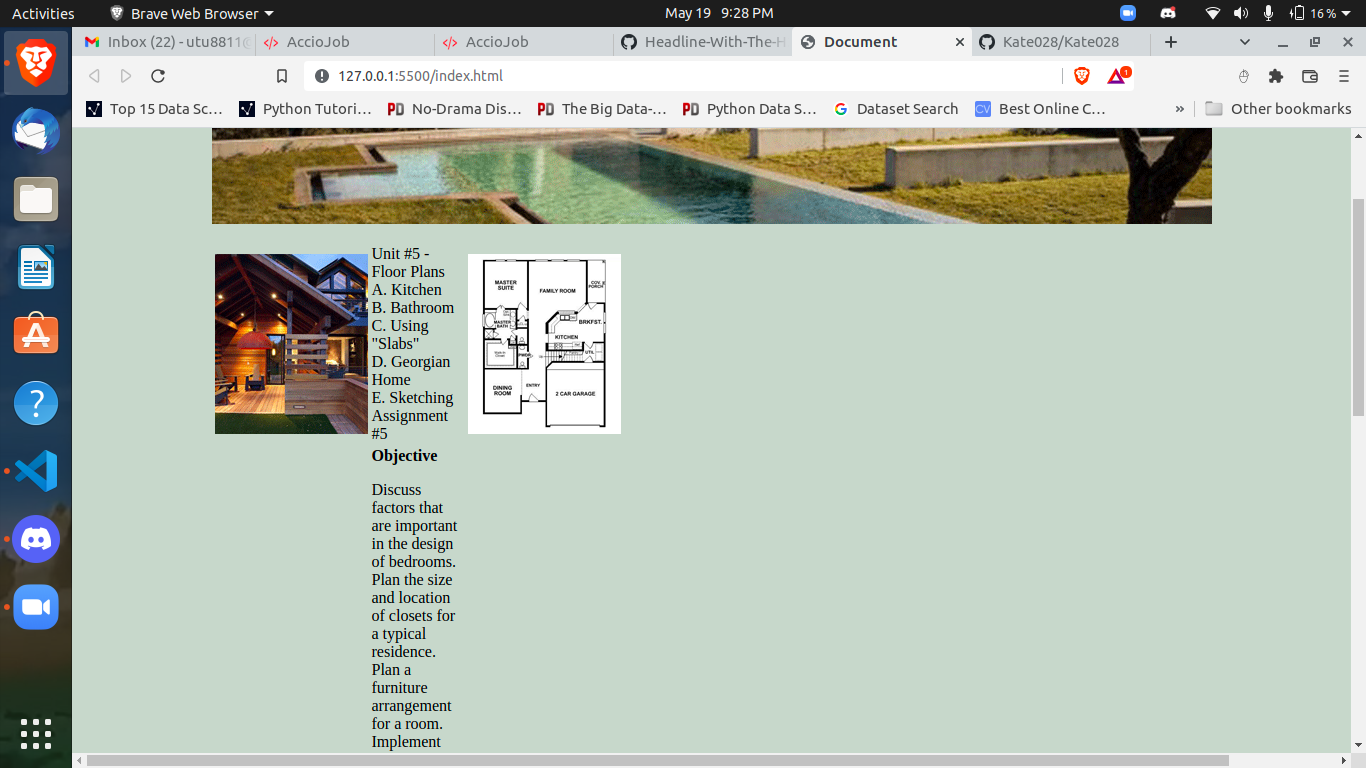 Activities
Brave Web Browser
May 19 9:28 PM
16 %
Inbox (22) - utu8811@
AccioJob
AccioJob
Headline-With-The-H
Document
Kate028/Kate028
127.0.0.1:5500/index.html
1
Top 15 Data Sc…
Python Tutori…
PD No-Drama Dis…
PD The Big Data-…
PD Python Data S…
G Dataset Search
CV Best Online C…
»
Other bookmarks
Unit #5 -
Floor Plans
A. Kitchen
B. Bathroom
C. Using
"Slabs"
D. Georgian
Home
E. Sketching
Assignment
#5
Objective
Discuss
factors that
are important
in the design
of bedrooms.
Plan the size
and location
of closets for
a typical
residence.
Plan a
furniture
arrangement
for a room.
Implement
MASTER
SUITE
FAMILY ROOM
COV.
PORCH
MASTER
BATH
BRKFST.
KITCHEN
UTIL
DINING
ROOM
ENTRY
2 CAR GARAGE